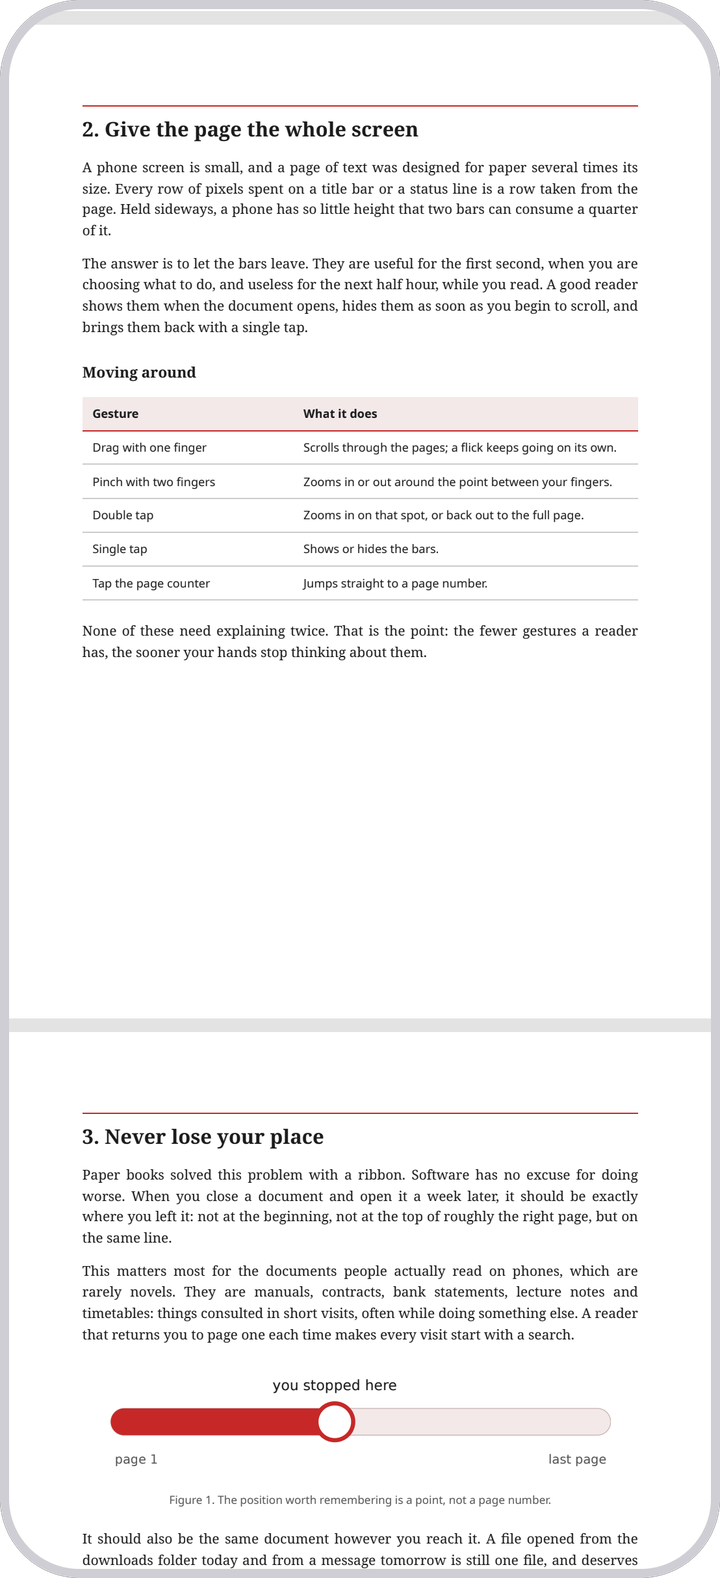 2. Give the page the whole screen
A phone screen is small, and a page of text was designed for paper several times its
size. Every row of pixels spent on a title bar or a status line is a row taken from the
page. Held sideways, a phone has so little height that two bars can consume a quarter
of it.
The answer is to let the bars leave. They are useful for the first second, when you are
choosing what to do, and useless for the next half hour, while you read. A good reader
shows them when the document opens, hides them as soon as you begin to scroll, and
brings them back with a single tap.
Moving around
Gesture What it does
Drag with one finger Scrolls through the pages; a flick keeps going on its own.
Pinch with two fingers Zooms in or out around the point between your fingers.
Double tap Zooms in on that spot, or back out to the full page.
Single tap Shows or hides the bars.
Tap the page counter Jumps straight to a page number.
None of these need explaining twice. That is the point: the fewer gestures a reader
has, the sooner your hands stop thinking about them.
3. Never lose your place
Paper books solved this problem with a ribbon. Software has no excuse for doing
worse. When you close a document and open it a week later, it should be exactly
where you left it: not at the beginning, not at the top of roughly the right page, but on
the same line.
This matters most for the documents people actually read on phones, which are
rarely novels. They are manuals, contracts, bank statements, lecture notes and
timetables: things consulted in short visits, often while doing something else. A reader
that returns you to page one each time makes every visit start with a search.
you stopped here
page 1 last page
Figure 1. The position worth remembering is a point, not a page number.
It should also be the same document however you reach it. A file opened from the
downloads folder today and from a message tomorrow is still one file, and deserves